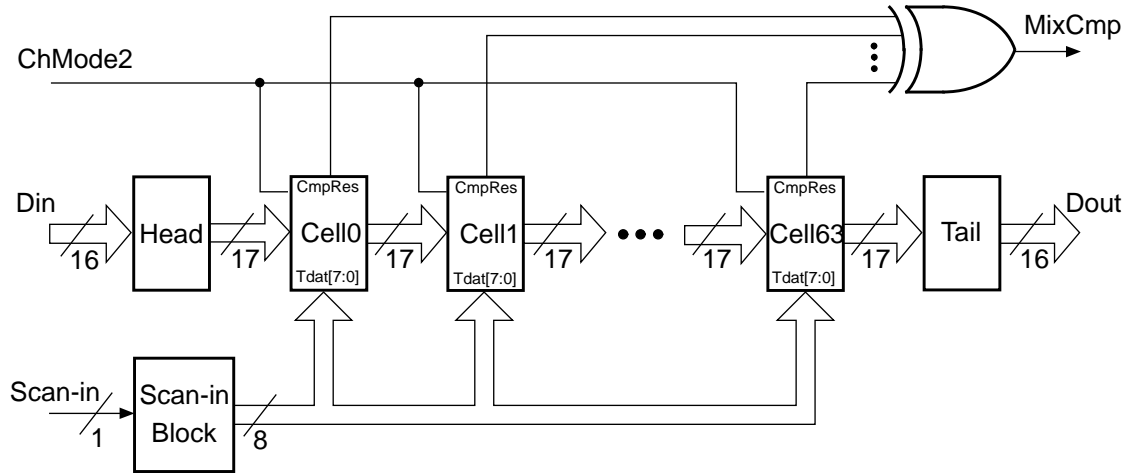 MixCmp
ChMode2
CmpRes CmpRes CmpRes
Din Head Cell0 Cell1 Cell63 Tail Dout
16 17 17 17 17 17 16
Tdat[7:0] Tdat[7:0] Tdat[7:0]
Scan-in
1
Scan-in
Block
8